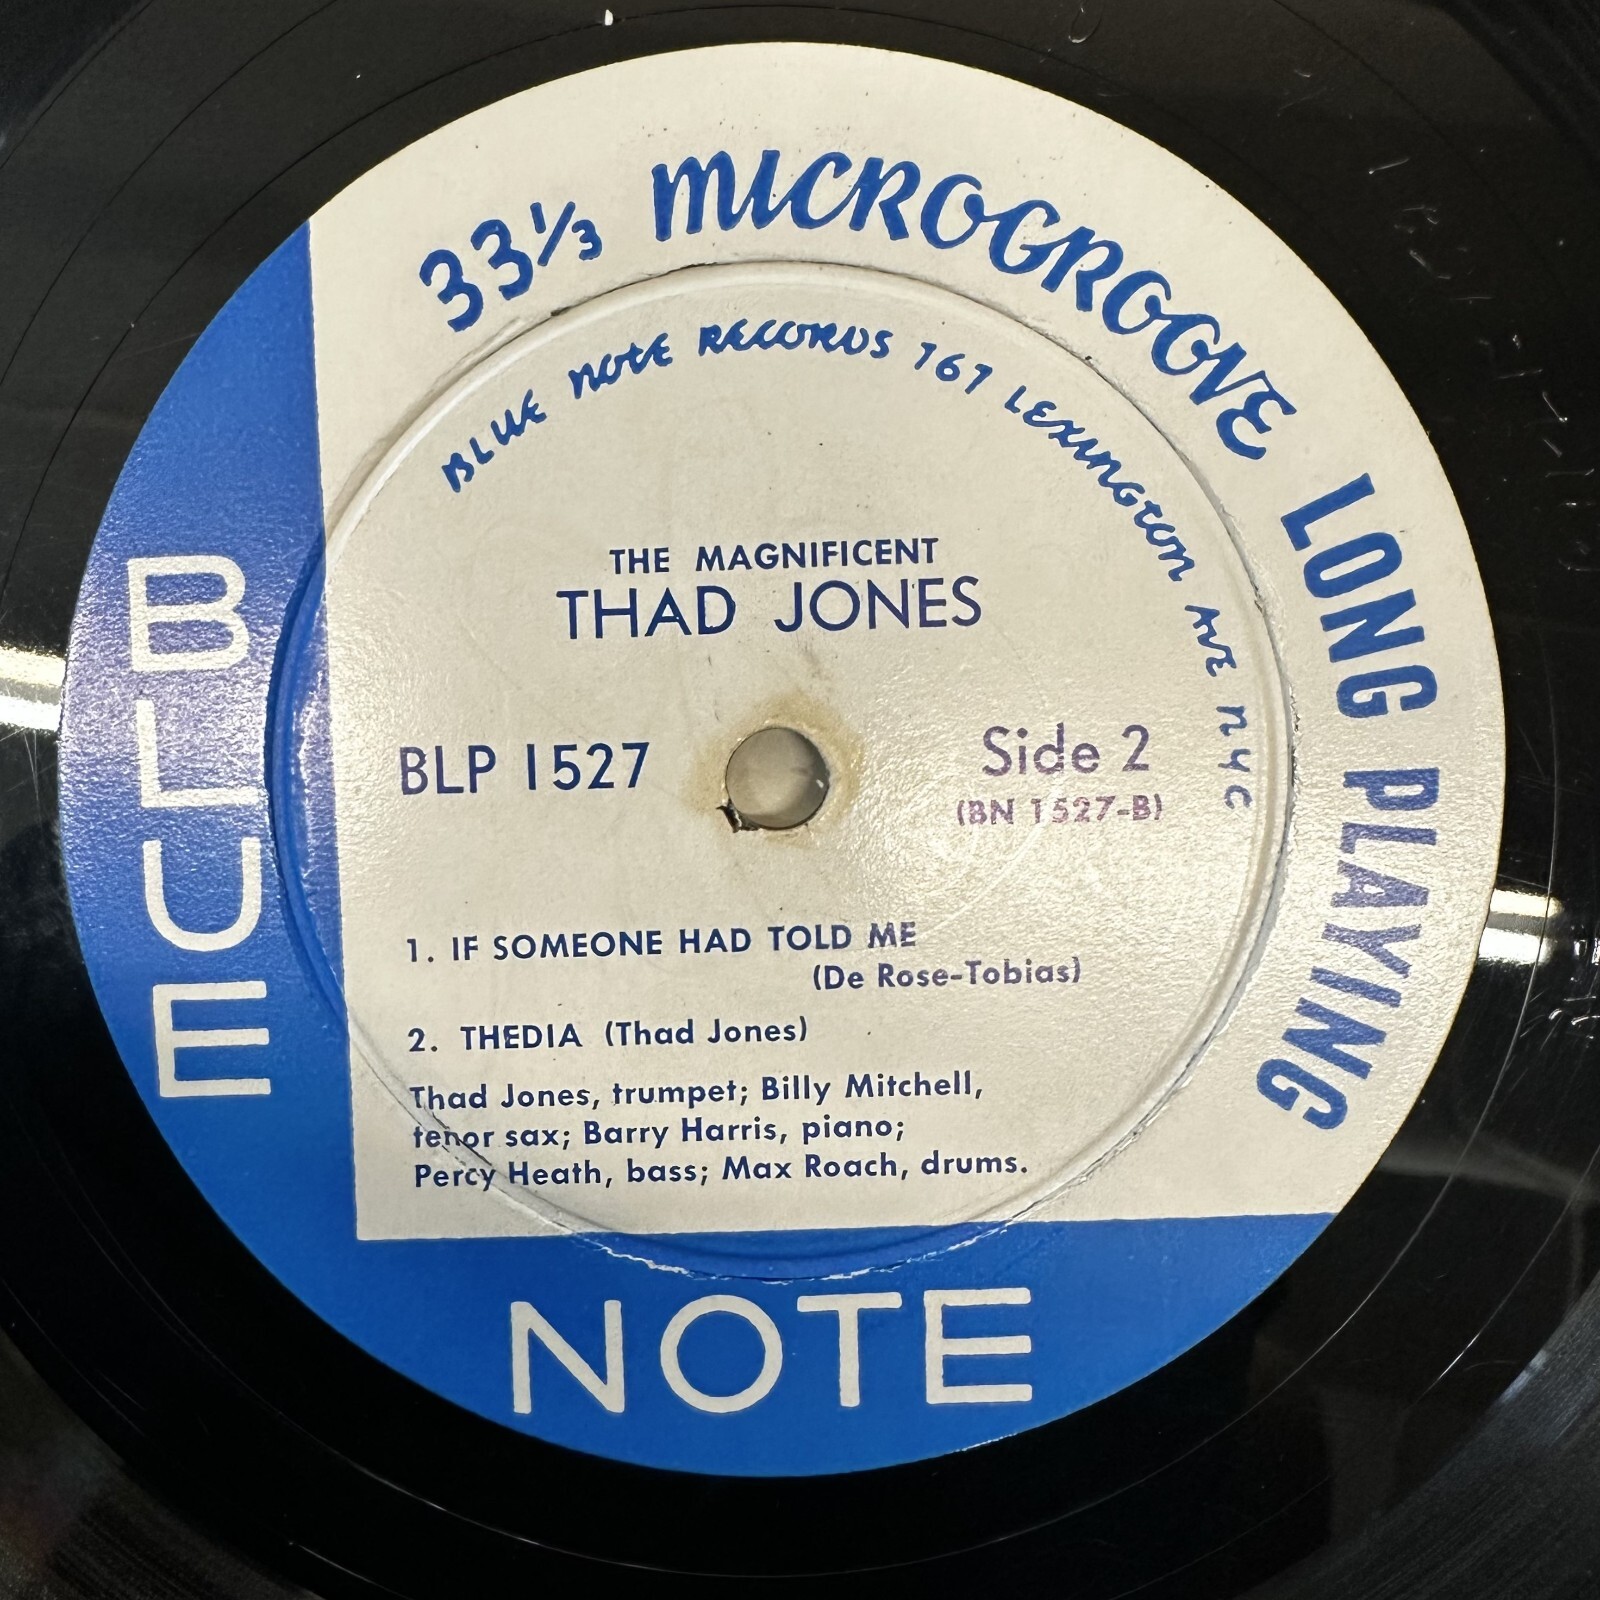 33⅓ MICROGROOVE LONG PLAYING
BLUE NOTE RECORDS 767 LEXINGTON AVE NYC
THE MAGNIFICENT
THAD JONES
BLP 1527
Side 2
(BN 1527-B)
1. IF SOMEONE HAD TOLD ME
(De Rose-Tobias)
2. THEDIA (Thad Jones)
Thad Jones, trumpet; Billy Mitchell,
tenor sax; Barry Harris, piano;
Percy Heath, bass; Max Roach, drums.
BLUE
NOTE